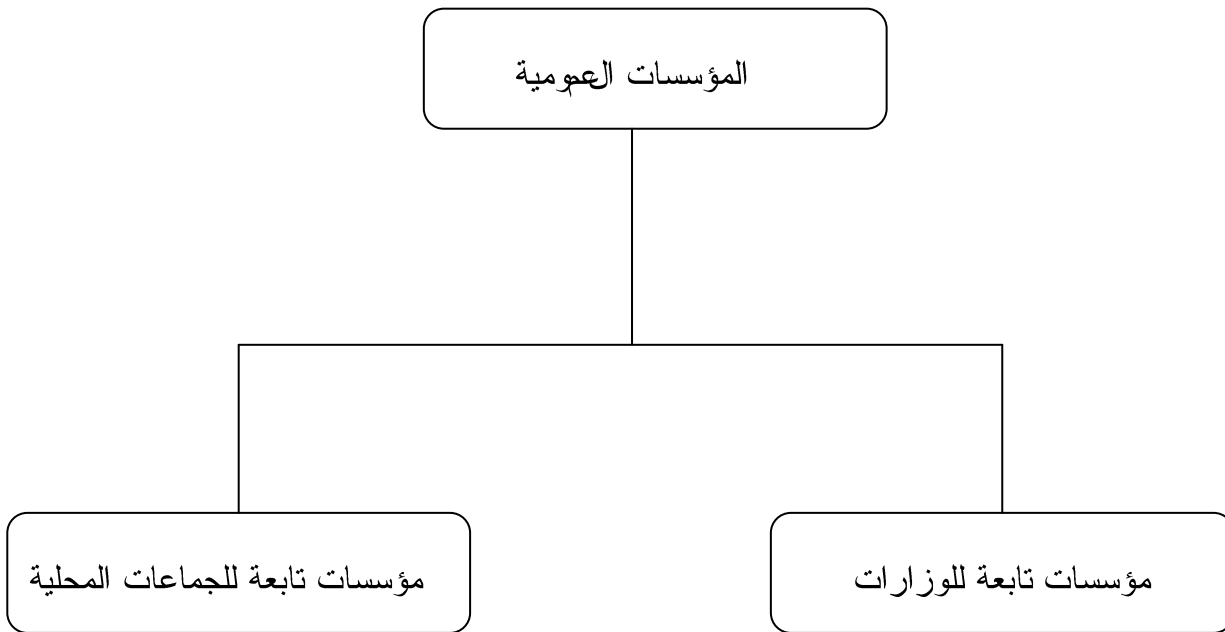 المؤسسات العمومية
مؤسسات تابعة للوزارات
مؤسسات تابعة للجماعات المحلية